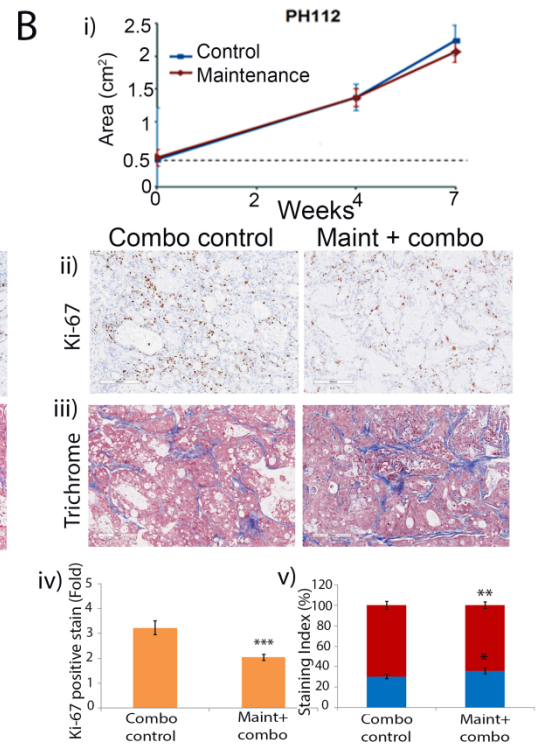 B
i)
PH112
Area (cm²)
2.5
2
1.5
1
0.5
0
Control
Maintenance
0
2
4
7
Weeks
Combo control
Maint + combo
ii)
Ki-67
iii)
Trichrome
iv)
Ki-67 positive stain (Fold)
5
4
3
2
1
0
***
Combo
control
Maint+
combo
v)
Staining Index (%)
120
100
80
60
40
20
0
**
*
Combo
control
Maint+
combo